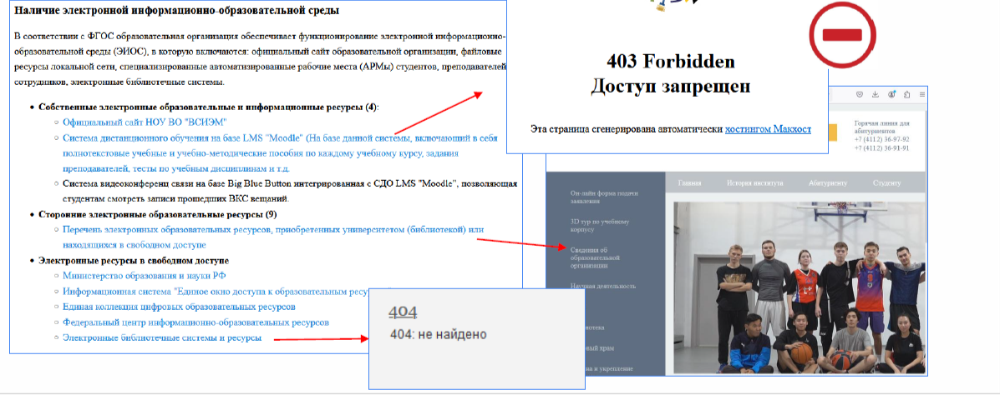 Наличие электронной информационно-образовательной среды
В соответствии с ФГОС образовательная организация обеспечивает функционирование электронной информационно-
образовательной среды (ЭИОС), в которую включаются: официальный сайт образовательной организации, файловые
ресурсы локальной сети, специализированные автоматизированные рабочие места (АРМы) студентов, преподавателей
сотрудников, электронные библиотечные системы.
• Собственные электронные образовательные и информационные ресурсы (4):
Официальный сайт НОУ ВО "ВСИЭМ"
Система дистанционного обучения на базе LMS "Moodle" (На базе данной системы, включающий в себя
полнотекстовые учебные и учебно-методические пособия по каждому учебному курсу, задания
преподавателей, тесты по учебным дисциплинам и т.д.
Система видеоконференц связи на базе Big Blue Button интегрированная с СДО LMS "Moodle", позволяющая
студентам смотреть записи прошедших ВКС вещаний.
• Сторонние электронные образовательные ресурсы (9)
Перечень электронных образовательных ресурсов, приобретенных университетом (библиотекой) или
находящихся в свободном доступе
• Электронные ресурсы в свободном доступе
Министерство образования и науки РФ
Информационная система "Единое окно доступа к образовательным
Единая коллекция цифровых образовательных ресурсов
Федеральный центр информационно-образовательных ресурсов
Электронные библиотечные системы и ресурсы
403 Forbidden
Доступ запрещен
Эта страница сгенерирована автоматически хостингом Макхост
Горячая линия для
абитуриентов
+7 (4112) 36-97-92
+7 (4112) 36-91-91
Главная История института Абитуриенту Студенту
Он-лайн форма подачи
заявления
3D тур по учебному
корпусу
Сведения об
образовательной
организации
Научная деятельность
и укрепление
404
404: не найдено